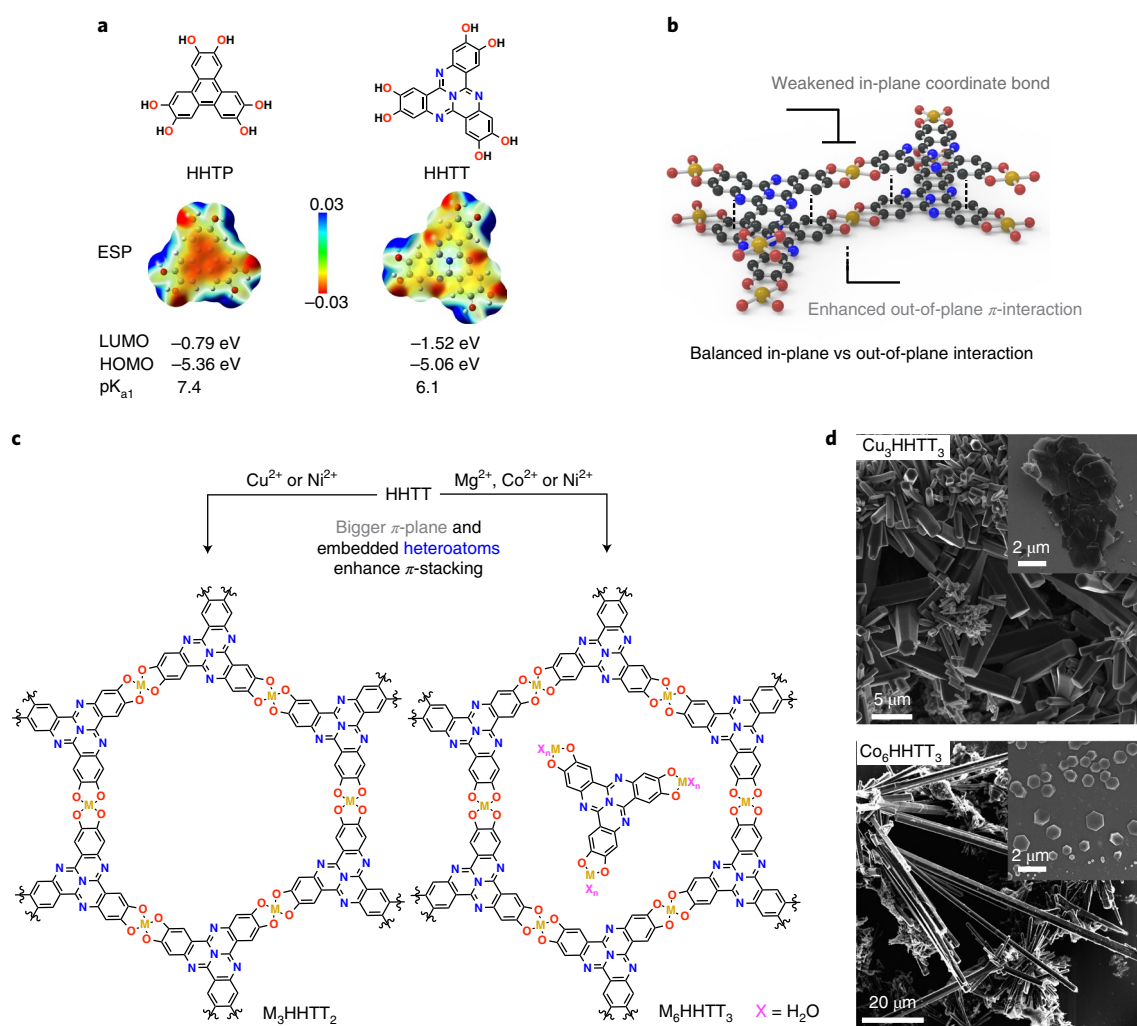 a
HO
OH
HO
OH
HO
OH
HHTP
OH
OH
N
N
N
N
HO
HO
OH
OH
HHTT
ESP
0.03
−0.03
LUMO −0.79 eV −1.52 eV
HOMO −5.36 eV −5.06 eV
pKa1 7.4 6.1
b
Weakened in-plane coordinate bond
Enhanced out-of-plane π-interaction
Balanced in-plane vs out-of-plane interaction
c
Cu2+ or Ni2+
HHTT
Mg2+, Co2+ or Ni2+
Bigger π-plane and
embedded heteroatoms
enhance π-stacking
M3HHTT2
XnM
MXn
M
Xn
M6HHTT3 X = H2O
d
Cu3HHTT3
2 μm
5 μm
Co6HHTT3
2 μm
20 μm